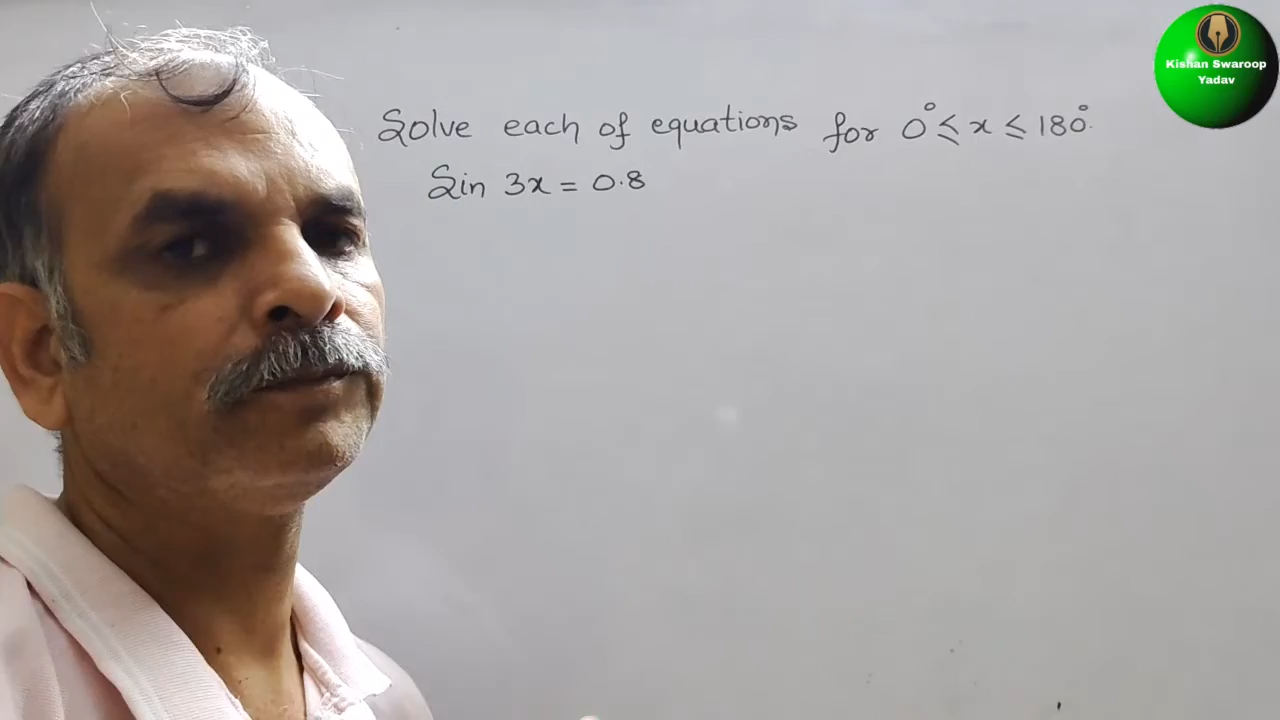 Solve each of equations for 0° ≤ x ≤ 180°.
Sin 3x = 0.8
Kishan Swaroop
Yadav